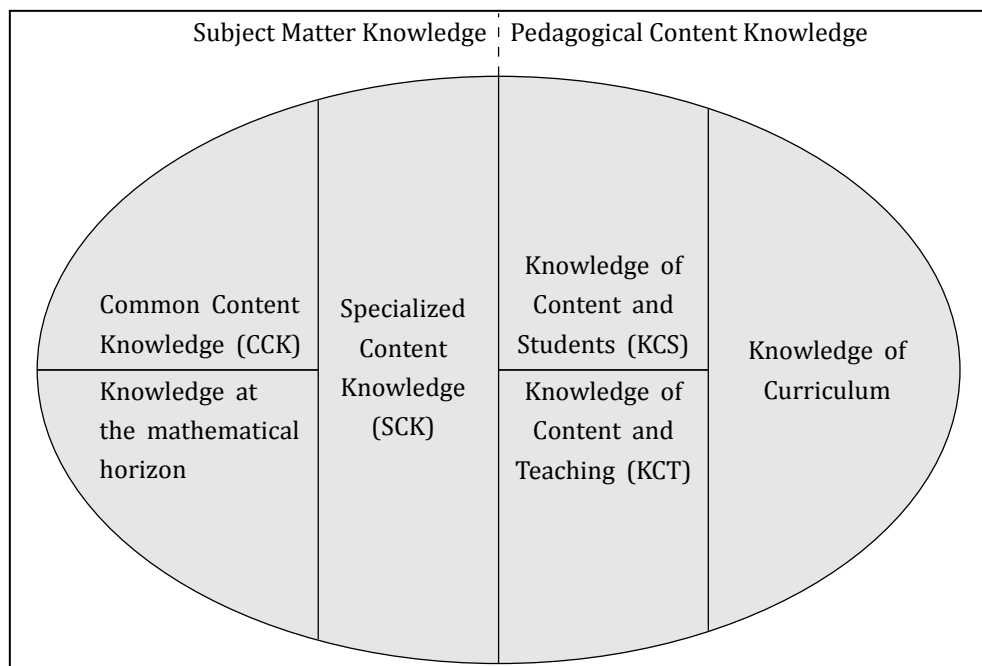 Subject Matter Knowledge
Pedagogical Content Knowledge
Common Content
Knowledge (CCK)
Knowledge at
the mathematical
horizon
Specialized
Content
Knowledge
(SCK)
Knowledge of
Content and
Students (KCS)
Knowledge of
Content and
Teaching (KCT)
Knowledge of
Curriculum